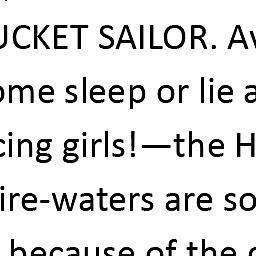 UCKET SAILOR. Av
ome sleep or lie a
cing girls!—the H
ire-waters are so
because of the